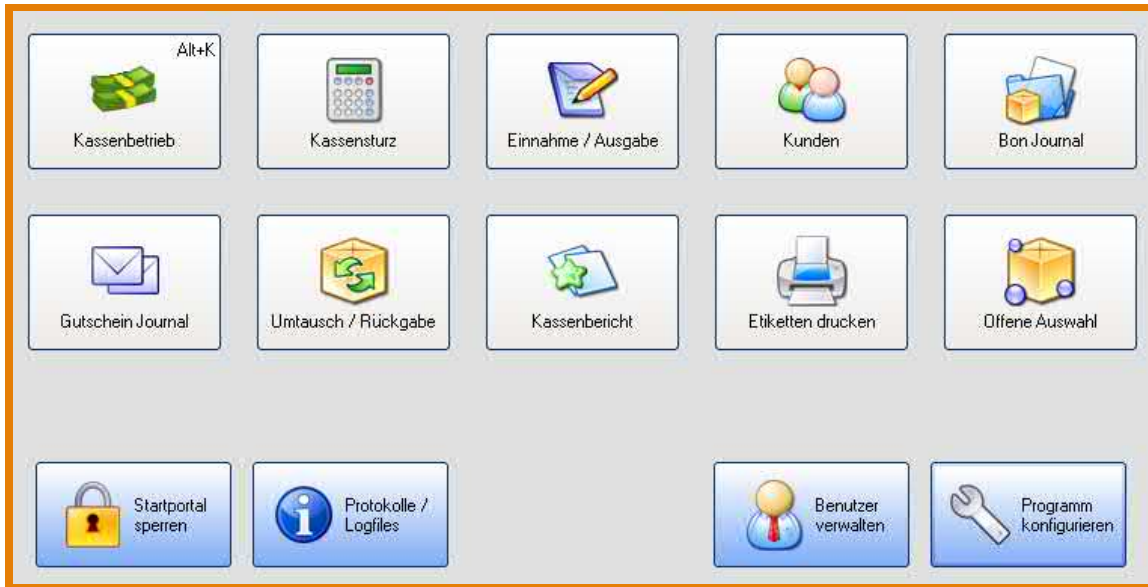 Alt+K
Kassenbetrieb
Kassensturz
Einnahme / Ausgabe
Kunden
Bon Journal
Gutschein Journal
Umtausch / Rückgabe
Kassenbericht
Etiketten drucken
Offene Auswahl
Startportal
sperren
Protokolle /
Logfiles
Benutzer
verwalten
Programm
konfigurieren